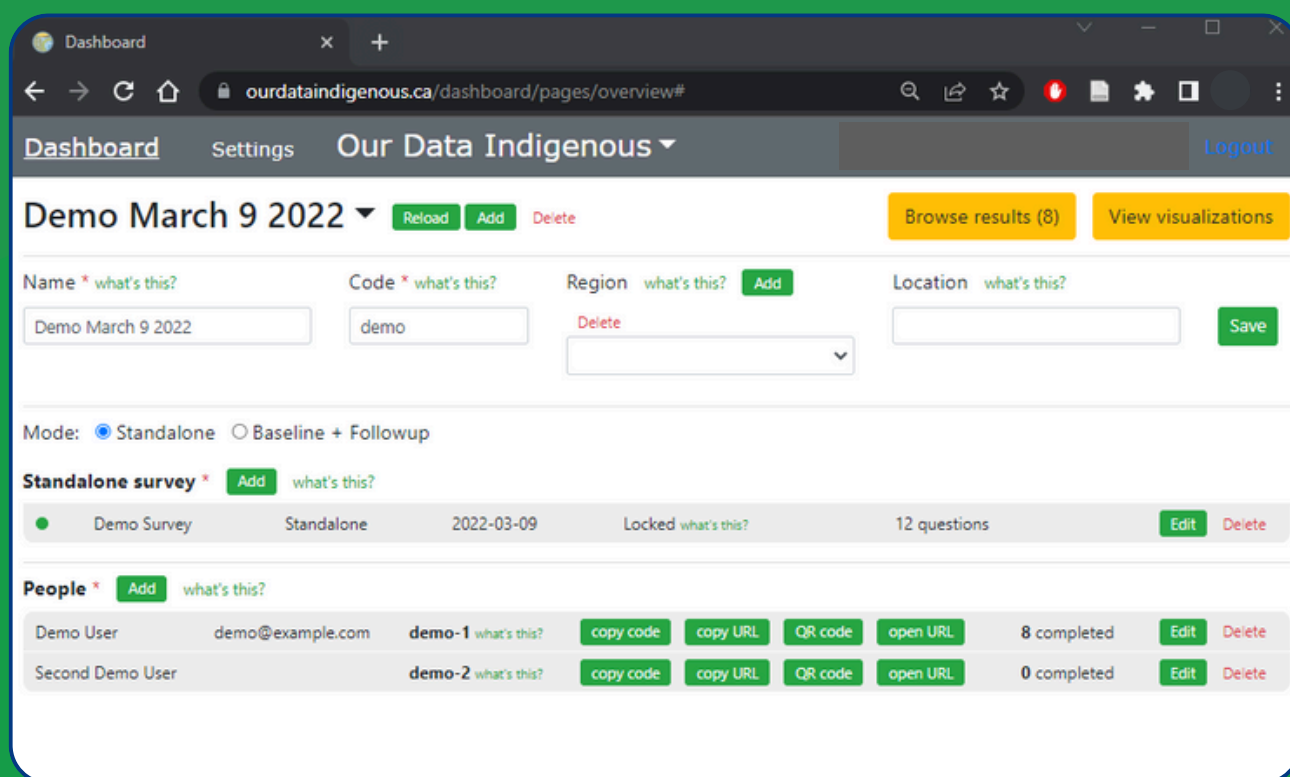 Dashboard
ourdataindigenous.ca/dashboard/pages/overview#
Dashboard Settings Our Data Indigenous Logout
Demo March 9 2022 Reload Add Delete Browse results (8) View visualizations
Name * what's this? Code * what's this? Region what's this? Add Location what's this?
Demo March 9 2022 demo Delete Save
Mode: Standalone Baseline + Followup
Standalone survey * Add what's this?
Demo Survey Standalone 2022-03-09 Locked what's this? 12 questions Edit Delete
People * Add what's this?
Demo User demo@example.com demo-1 what's this? copy code copy URL QR code open URL 8 completed Edit Delete
Second Demo User demo-2 what's this? copy code copy URL QR code open URL 0 completed Edit Delete